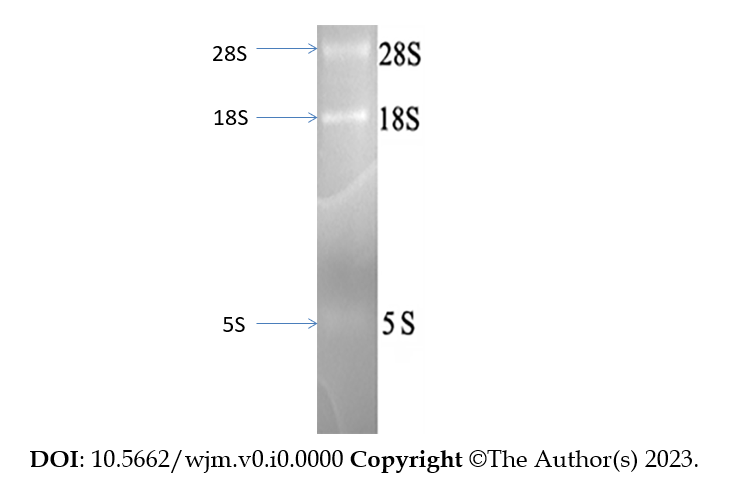 28S 28S
18S 18S
5S 5S
DOI: 10.5662/wjm.v0.i0.0000 Copyright ©The Author(s) 2023.